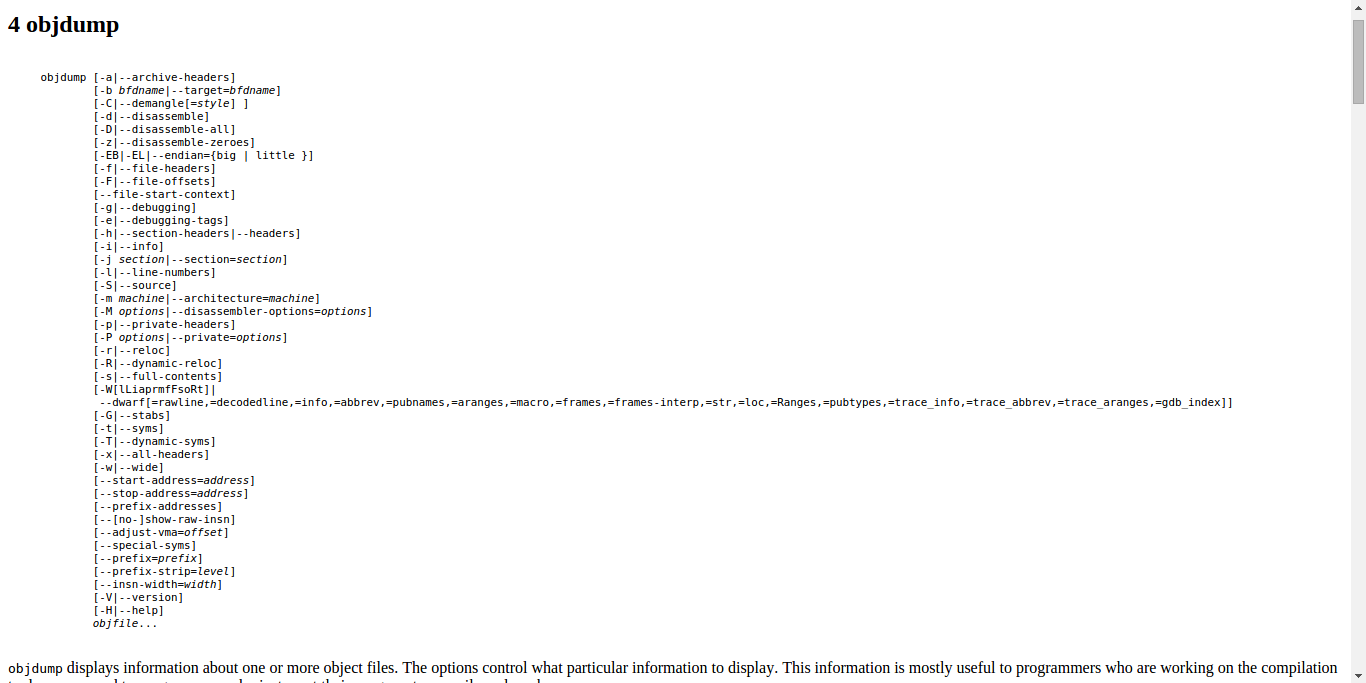 4 objdump
objdump [-a|--archive-headers]
[-b bfdname|--target=bfdname]
[-C|--demangle[=style] ]
[-d|--disassemble]
[-D|--disassemble-all]
[-z|--disassemble-zeroes]
[-EB|-EL|--endian={big | little }]
[-f|--file-headers]
[-F|--file-offsets]
[--file-start-context]
[-g|--debugging]
[-e|--debugging-tags]
[-h|--section-headers|--headers]
[-i|--info]
[-j section|--section=section]
[-l|--line-numbers]
[-S|--source]
[-m machine|--architecture=machine]
[-M options|--disassembler-options=options]
[-p|--private-headers]
[-P options|--private=options]
[-r|--reloc]
[-R|--dynamic-reloc]
[-s|--full-contents]
[-W[lLiaprmfFsoRt]|
--dwarf[=rawline,=decodedline,=info,=abbrev,=pubnames,=aranges,=macro,=frames,=frames-interp,=str,=loc,=Ranges,=pubtypes,=trace_info,=trace_abbrev,=trace_aranges,=gdb_index]]
[-G|--stabs]
[-t|--syms]
[-T|--dynamic-syms]
[-x|--all-headers]
[-w|--wide]
[--start-address=address]
[--stop-address=address]
[--prefix-addresses]
[--[no-]show-raw-insn]
[--adjust-vma=offset]
[--special-syms]
[--prefix=prefix]
[--prefix-strip=level]
[--insn-width=width]
[-V|--version]
[-H|--help]
objfile...
objdump displays information about one or more object files. The options control what particular information to display. This information is mostly useful to programmers who are working on the compilation